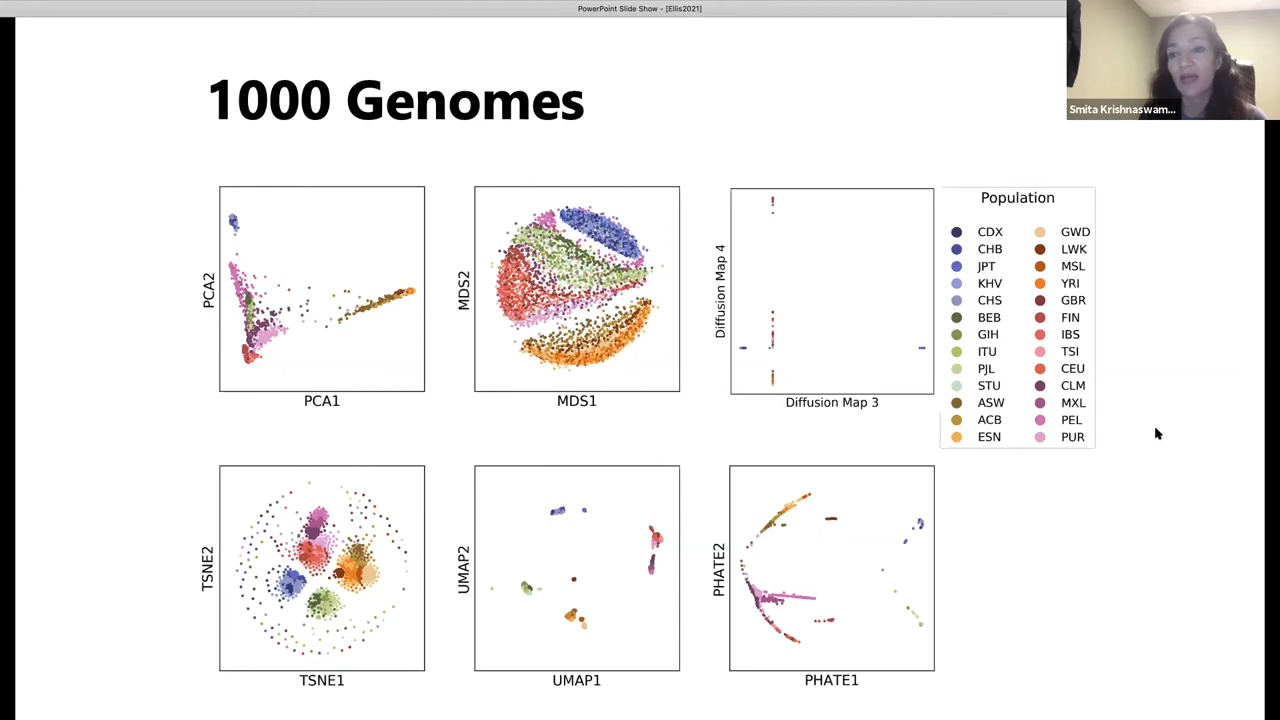 PowerPoint Slide Show - [Ellis2021]
Smita Krishnaswam...
1000 Genomes
PCA2
PCA1
MDS2
MDS1
Diffusion Map 4
Diffusion Map 3
Population
CDX GWD
CHB LWK
JPT MSL
KHV YRI
CHS GBR
BEB FIN
GIH IBS
ITU TSI
PJL CEU
STU CLM
ASW MXL
ACB PEL
ESN PUR
TSNE2
TSNE1
UMAP2
UMAP1
PHATE2
PHATE1